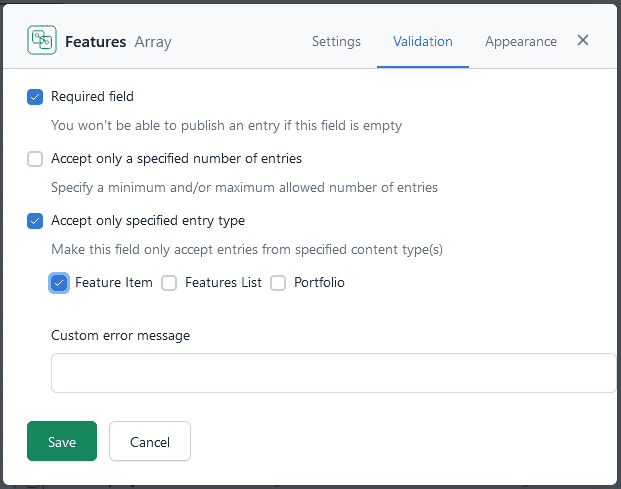 Features Array Settings Validation Appearance
Required field
You won't be able to publish an entry if this field is empty
Accept only a specified number of entries
Specify a minimum and/or maximum allowed number of entries
Accept only specified entry type
Make this field only accept entries from specified content type(s)
Feature Item Features List Portfolio
Custom error message
Save Cancel